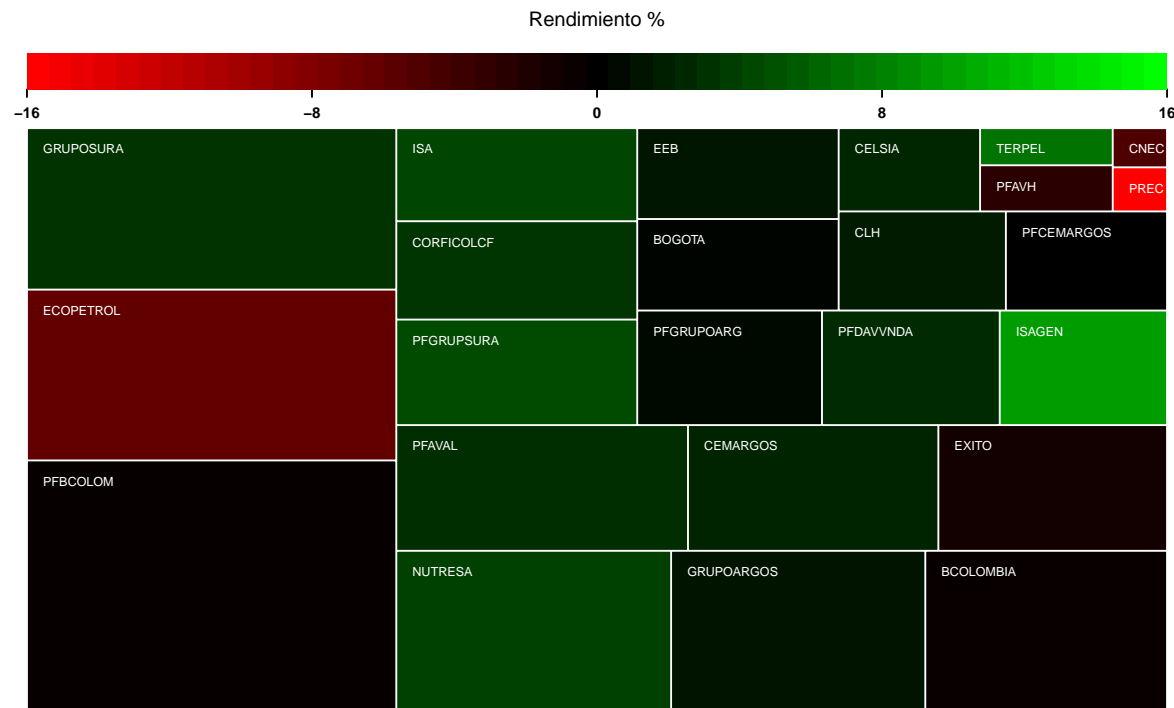 Rendimiento %
−16 −8 0 8 16
GRUPOSURA
ISA
EEB
CELSIA
TERPEL
CNEC
PFAVH
PREC
CORFICOLCF
BOGOTA
CLH
PFCEMARGOS
ECOPETROL
PFGRUPSURA
PFGRUPOARG
PFDAVVNDA
ISAGEN
PFAVAL
CEMARGOS
EXITO
PFBCOLOM
NUTRESA
GRUPOARGOS
BCOLOMBIA